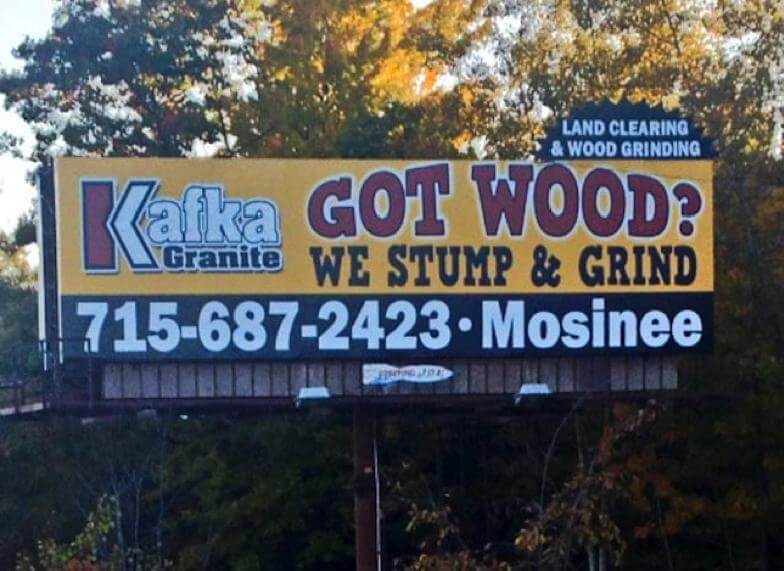 LAND CLEARING
& WOOD GRINDING
Kafka
Granite
GOT WOOD?
WE STUMP & GRIND
715-687-2423 • Mosinee